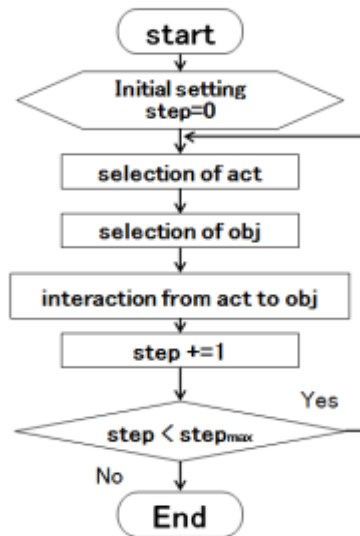 start
Initial setting
step=0
selection of act
selection of obj
interaction from act to obj
step +=1
Yes
step < stepmax
No
End